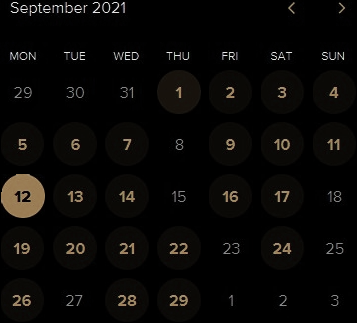 September 2021
MON TUE WED THU FRI SAT SUN
29 30 31 1 2 3 4
5 6 7 8 9 10 11
12 13 14 15 16 17 18
19 20 21 22 23 24 25
26 27 28 29 1 2 3